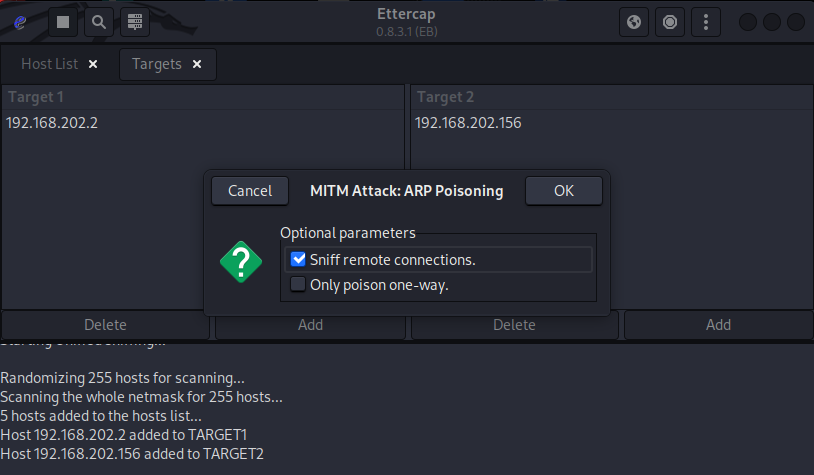 Ettercap
0.8.3.1 (EB)
Host List
Targets
Target 1
Target 2
192.168.202.2
192.168.202.156
Cancel
MITM Attack: ARP Poisoning
OK
Optional parameters
Sniff remote connections.
Only poison one-way.
Delete
Add
Delete
Add
Starting Unified sniffing...
Randomizing 255 hosts for scanning...
Scanning the whole netmask for 255 hosts...
5 hosts added to the hosts list...
Host 192.168.202.2 added to TARGET1
Host 192.168.202.156 added to TARGET2